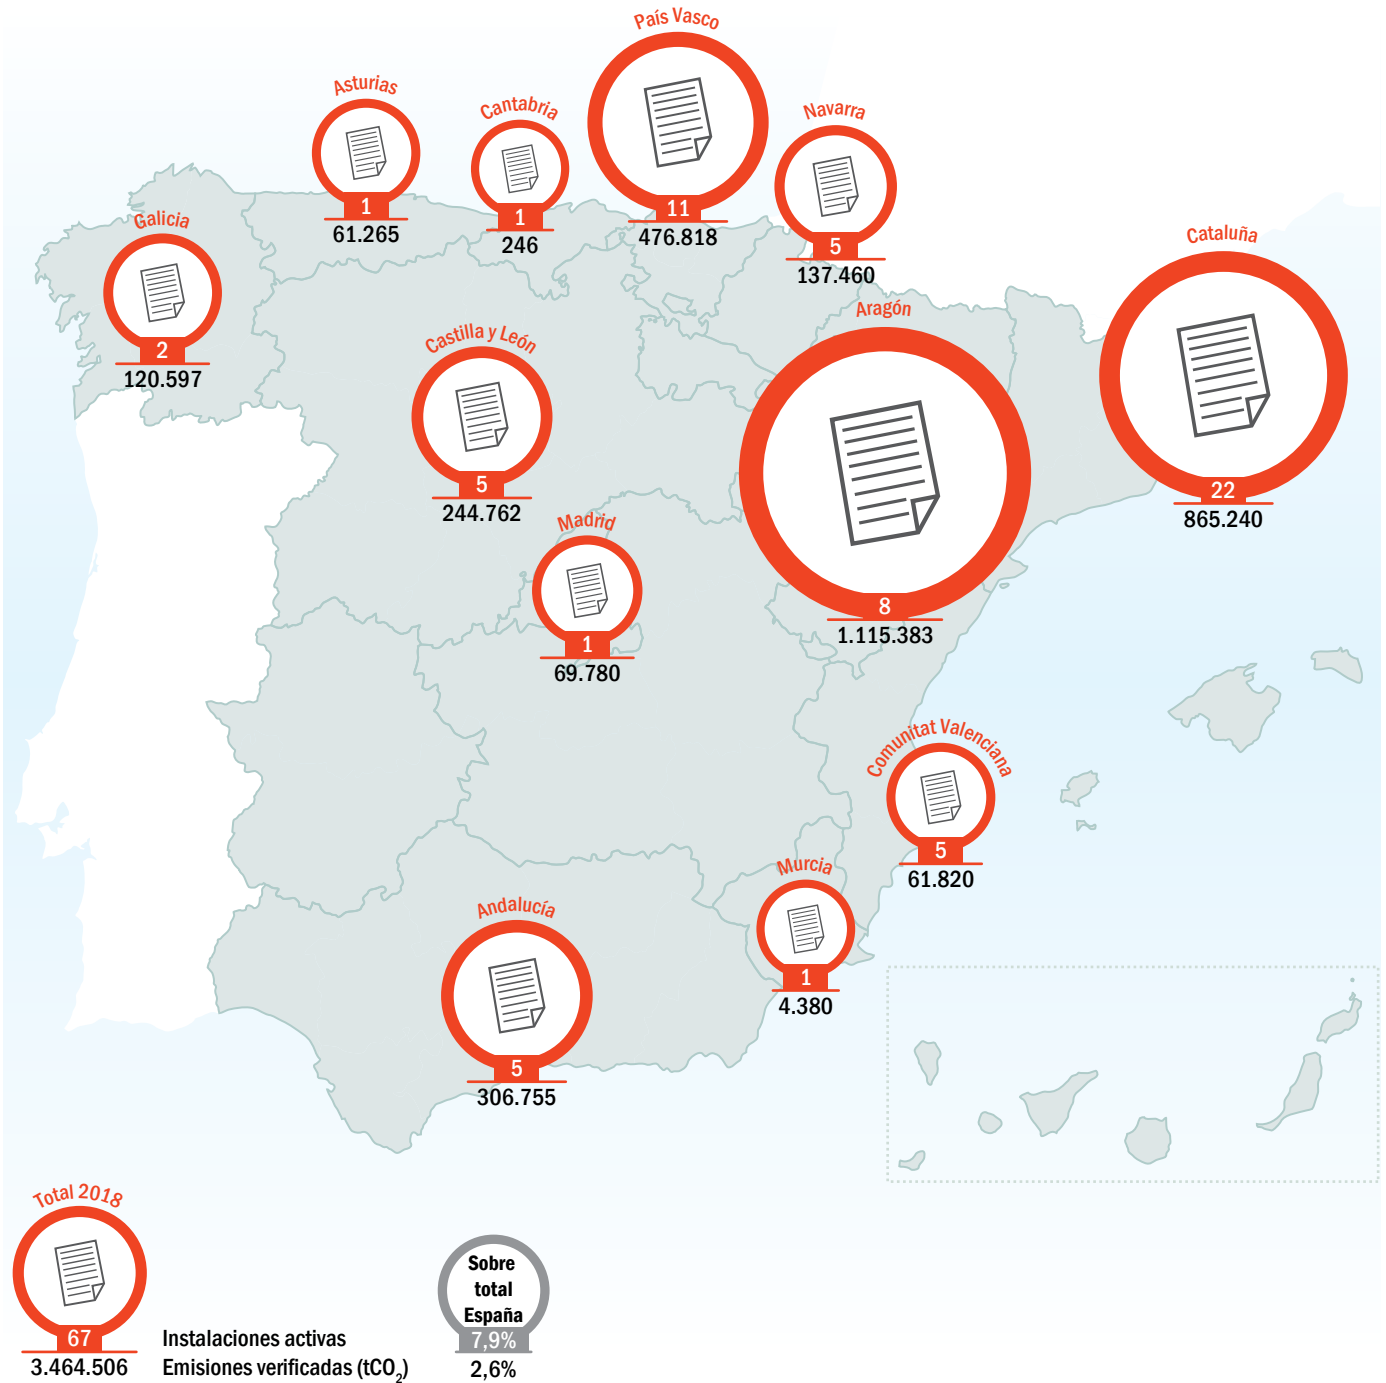 País Vasco
11
476.818
Asturias
1
61.265
Cantabria
1
246
Navarra
5
137.460
Galicia
2
120.597
Cataluña
22
865.240
Aragón
8
1.115.383
Castilla y León
5
244.762
Madrid
1
69.780
Comunitat Valenciana
5
61.820
Murcia
1
4.380
Andalucía
5
306.755
Total 2018
67
3.464.506
Instalaciones activas
Emisiones verificadas (tCO₂)
Sobre
total
España
7,9%
2,6%